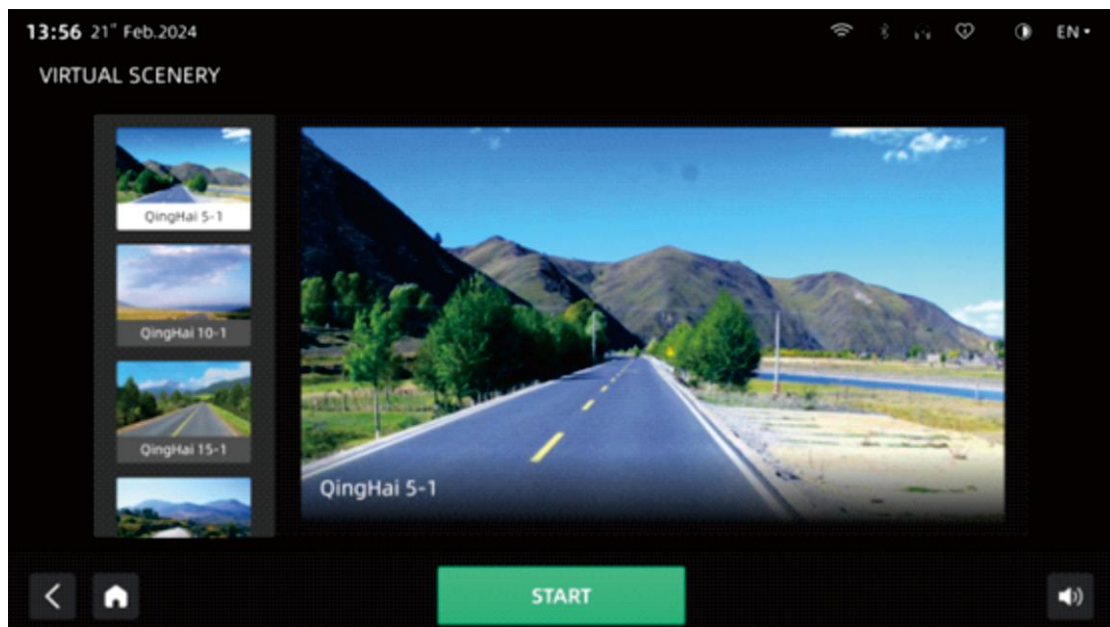 13:56 21st Feb.2024
EN
VIRTUAL SCENERY
QingHai 5-1
QingHai 10-1
QingHai 15-1
QingHai 5-1
START